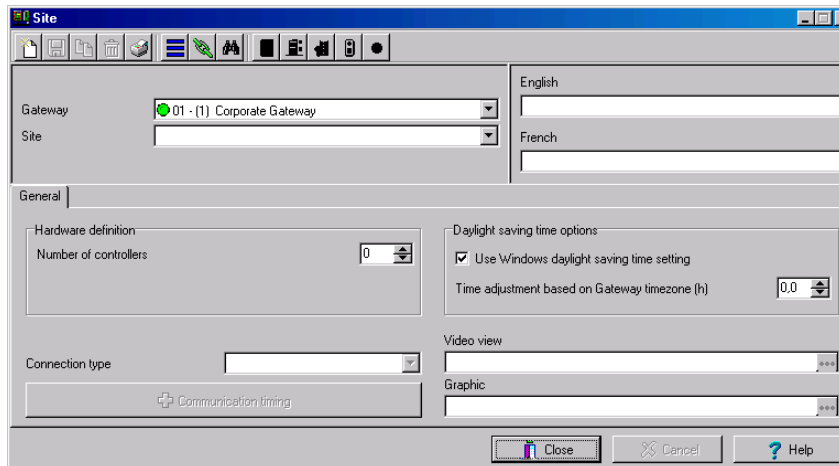 Site
English
Gateway
01 - (1) Corporate Gateway
Site
French
General
Hardware definition
Number of controllers
0
Daylight saving time options
Use Windows daylight saving time setting
Time adjustment based on Gateway timezone (h)
0,0
Connection type
Communication timing
Video view
Graphic
Close
Cancel
Help